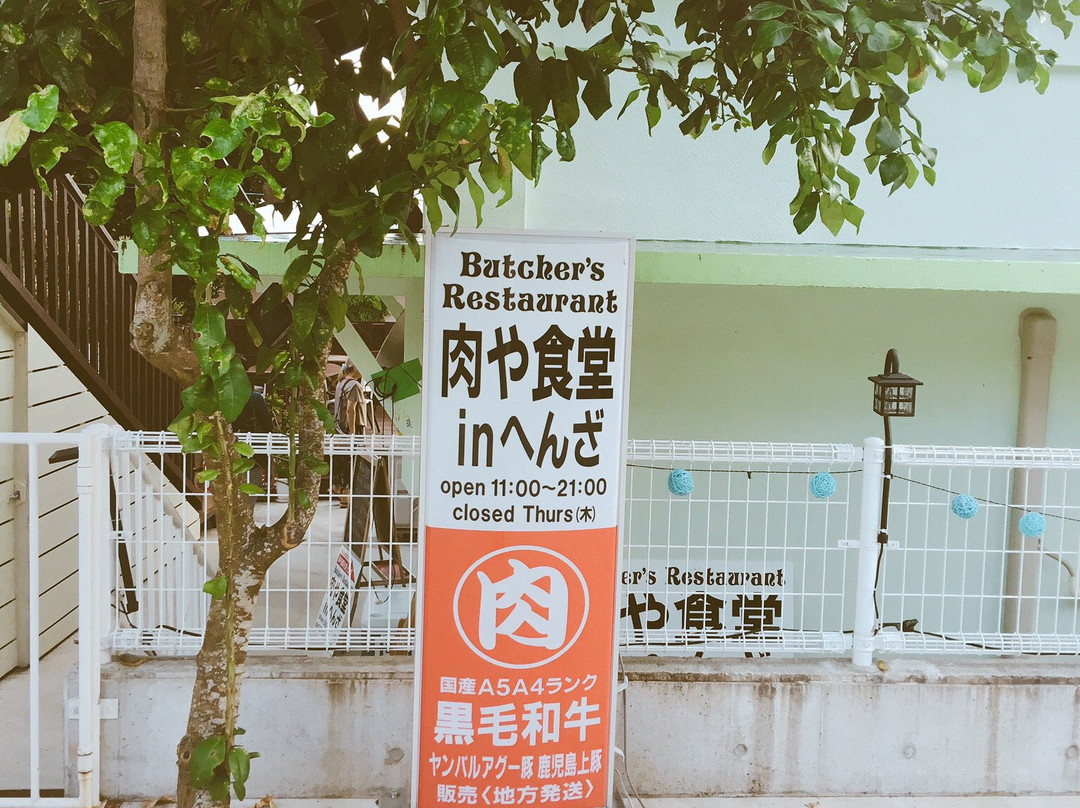 Butcher's
Restaurant
肉や食堂
inへんざ
open 11:00〜21:00
closed Thurs(木)
肉
国産A5A4ランク
黒毛和牛
ヤンバルアグー豚 鹿児島上豚
販売〈地方発送〉
er's Restaurant
や食堂